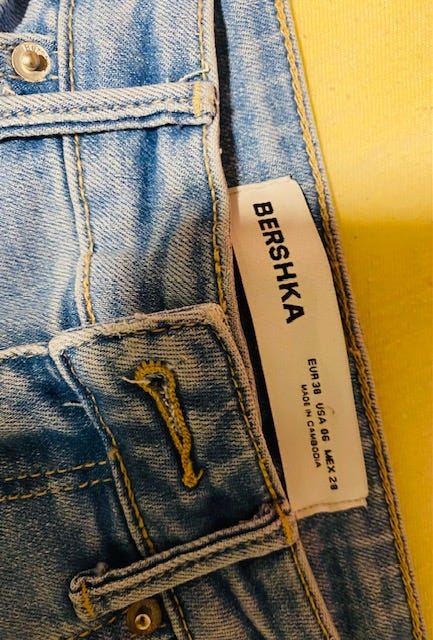 BERSHKA
EUR 38 USA 06 MEX 28
MADE IN CAMBODIA